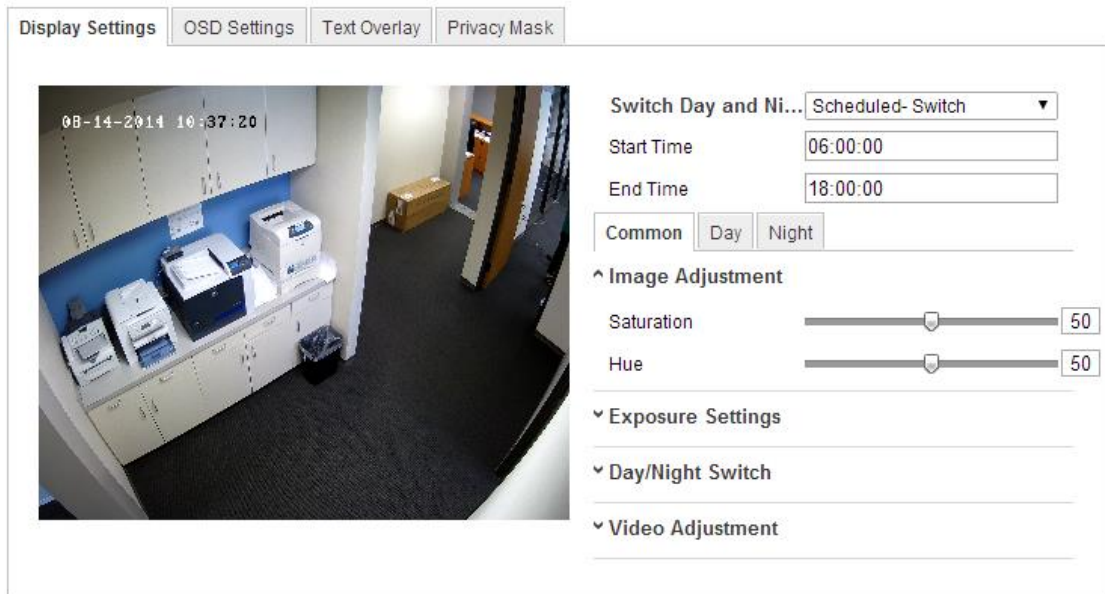 Display Settings
OSD Settings
Text Overlay
Privacy Mask
08-14-2014 10:37:20
Switch Day and Ni... Scheduled- Switch
Start Time 06:00:00
End Time 18:00:00
Common
Day
Night
Image Adjustment
Saturation 50
Hue 50
Exposure Settings
Day/Night Switch
Video Adjustment